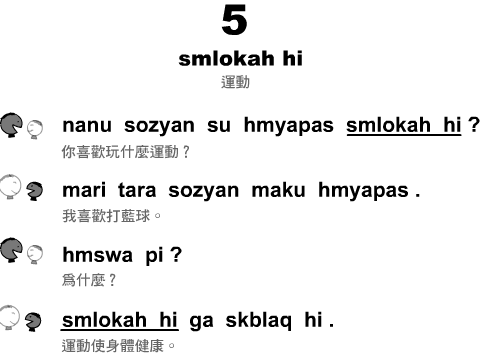 5
smlokah hi
運動
nanu sozyan su hmyapas smlokah hi ?
你喜歡玩什麼運動？
mari tara sozyan maku hmyapas .
我喜歡打藍球。
hmswa pi ?
爲什麼？
smlokah hi ga skblaq hi .
運動使身體健康。